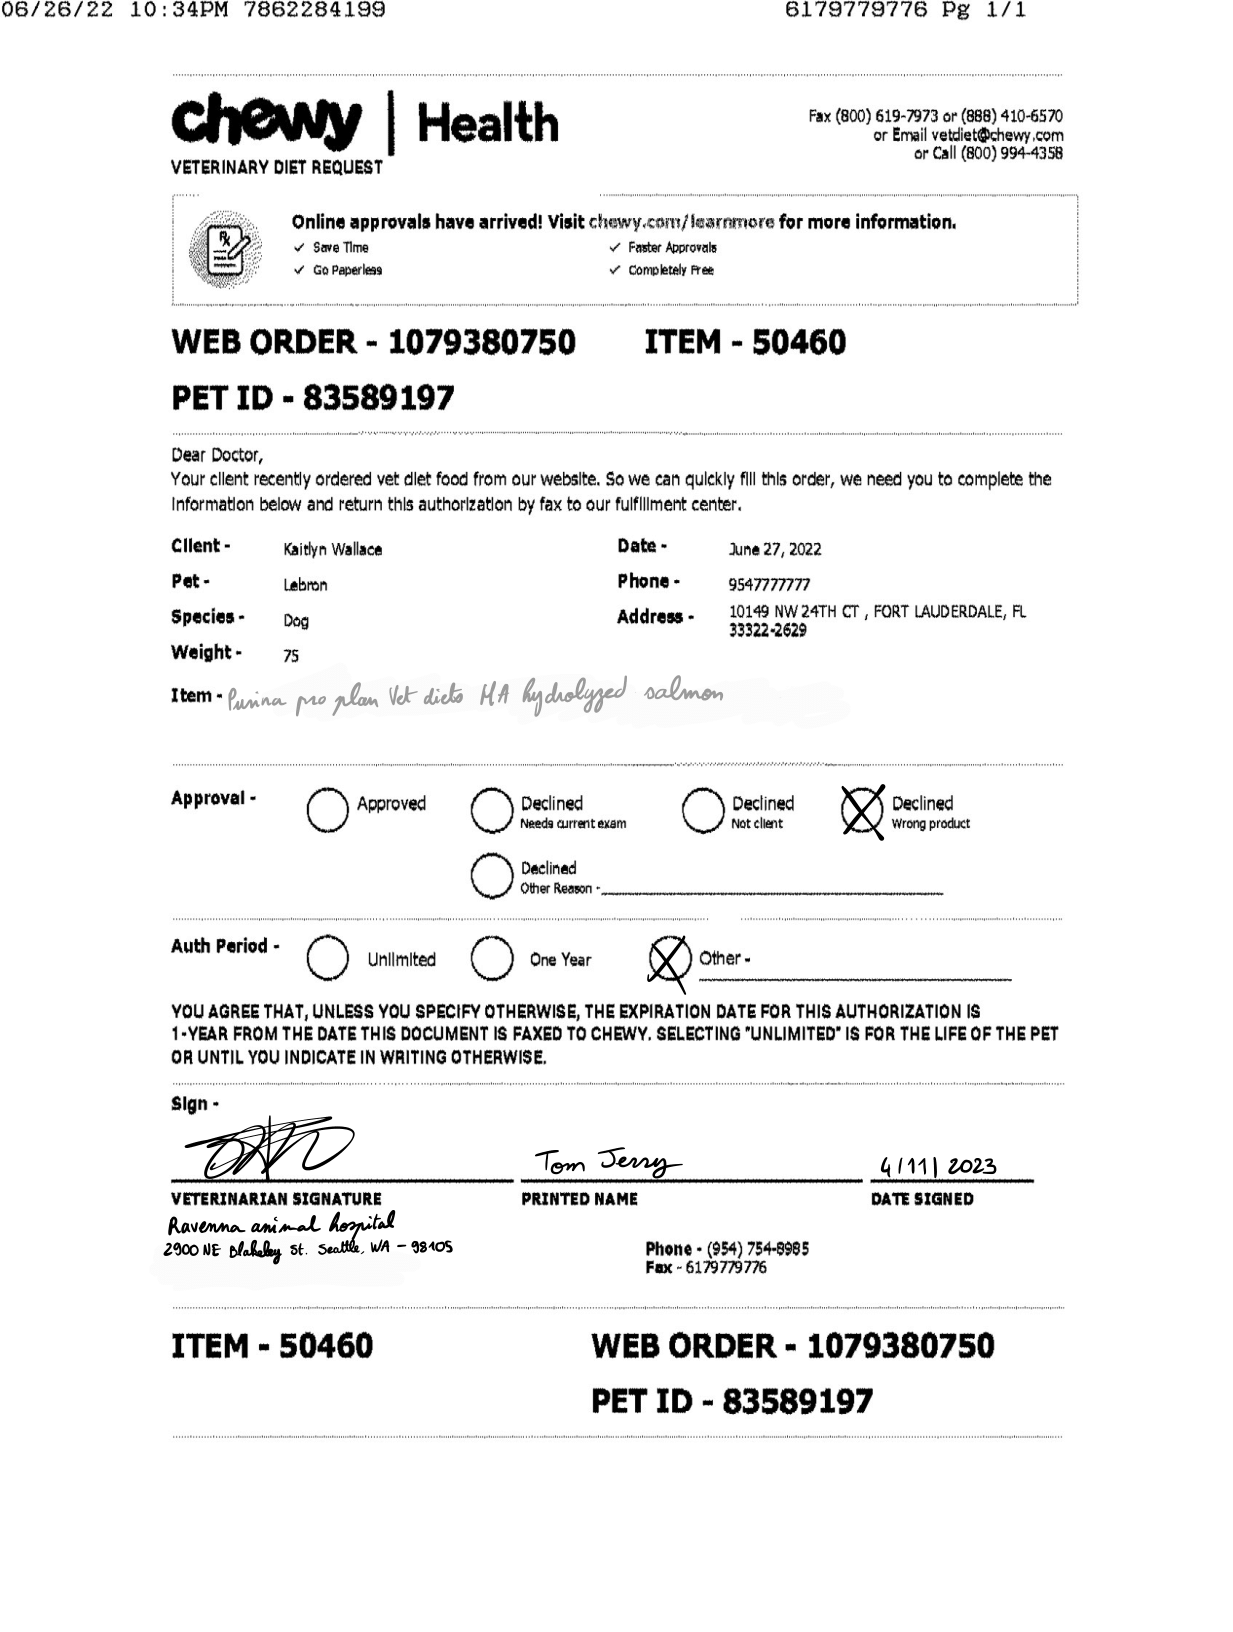 06/26/22 10:34PM 7862284199 6179779776 Pg 1/1
chewy | Health
VETERINARY DIET REQUEST
Fax (800) 619-7973 or (888) 410-6570
or Email vetdiet@chewy.com
or Call (800) 994-4358
Online approvals have arrived! Visit chewy.com/learnmore for more information.
✓ Save Time ✓ Faster Approvals
✓ Go Paperless ✓ Completely Free
WEB ORDER - 1079380750 ITEM - 50460
PET ID - 83589197
Dear Doctor,
Your client recently ordered vet diet food from our website. So we can quickly fill this order, we need you to complete the
information below and return this authorization by fax to our fulfillment center.
Client - Kaitlyn Wallace Date - June 27, 2022
Pet - Lebron Phone - 9547777777
Species - Dog Address - 10149 NW 24TH CT , FORT LAUDERDALE, FL
33322-2629
Weight - 75
Item - Purina pro plan Vet diets HA hydrolyzed salmon
Approval - Approved Declined Declined Declined
Needs current exam Not client Wrong product
Declined
Other Reason -
Auth Period - Unlimited One Year Other -
YOU AGREE THAT, UNLESS YOU SPECIFY OTHERWISE, THE EXPIRATION DATE FOR THIS AUTHORIZATION IS
1-YEAR FROM THE DATE THIS DOCUMENT IS FAXED TO CHEWY. SELECTING "UNLIMITED" IS FOR THE LIFE OF THE PET
OR UNTIL YOU INDICATE IN WRITING OTHERWISE.
Sign -
Tom Jerry 4/11/2023
VETERINARIAN SIGNATURE PRINTED NAME DATE SIGNED
Ravenna animal hospital
2900 NE Blakeley St. Seattle, WA - 98105
Phone - (954) 754-8985
Fax - 6179779776
ITEM - 50460 WEB ORDER - 1079380750
PET ID - 83589197